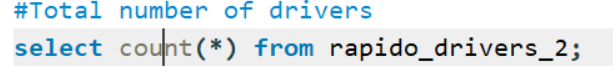 #Total number of drivers
select count(*) from rapido_drivers_2;